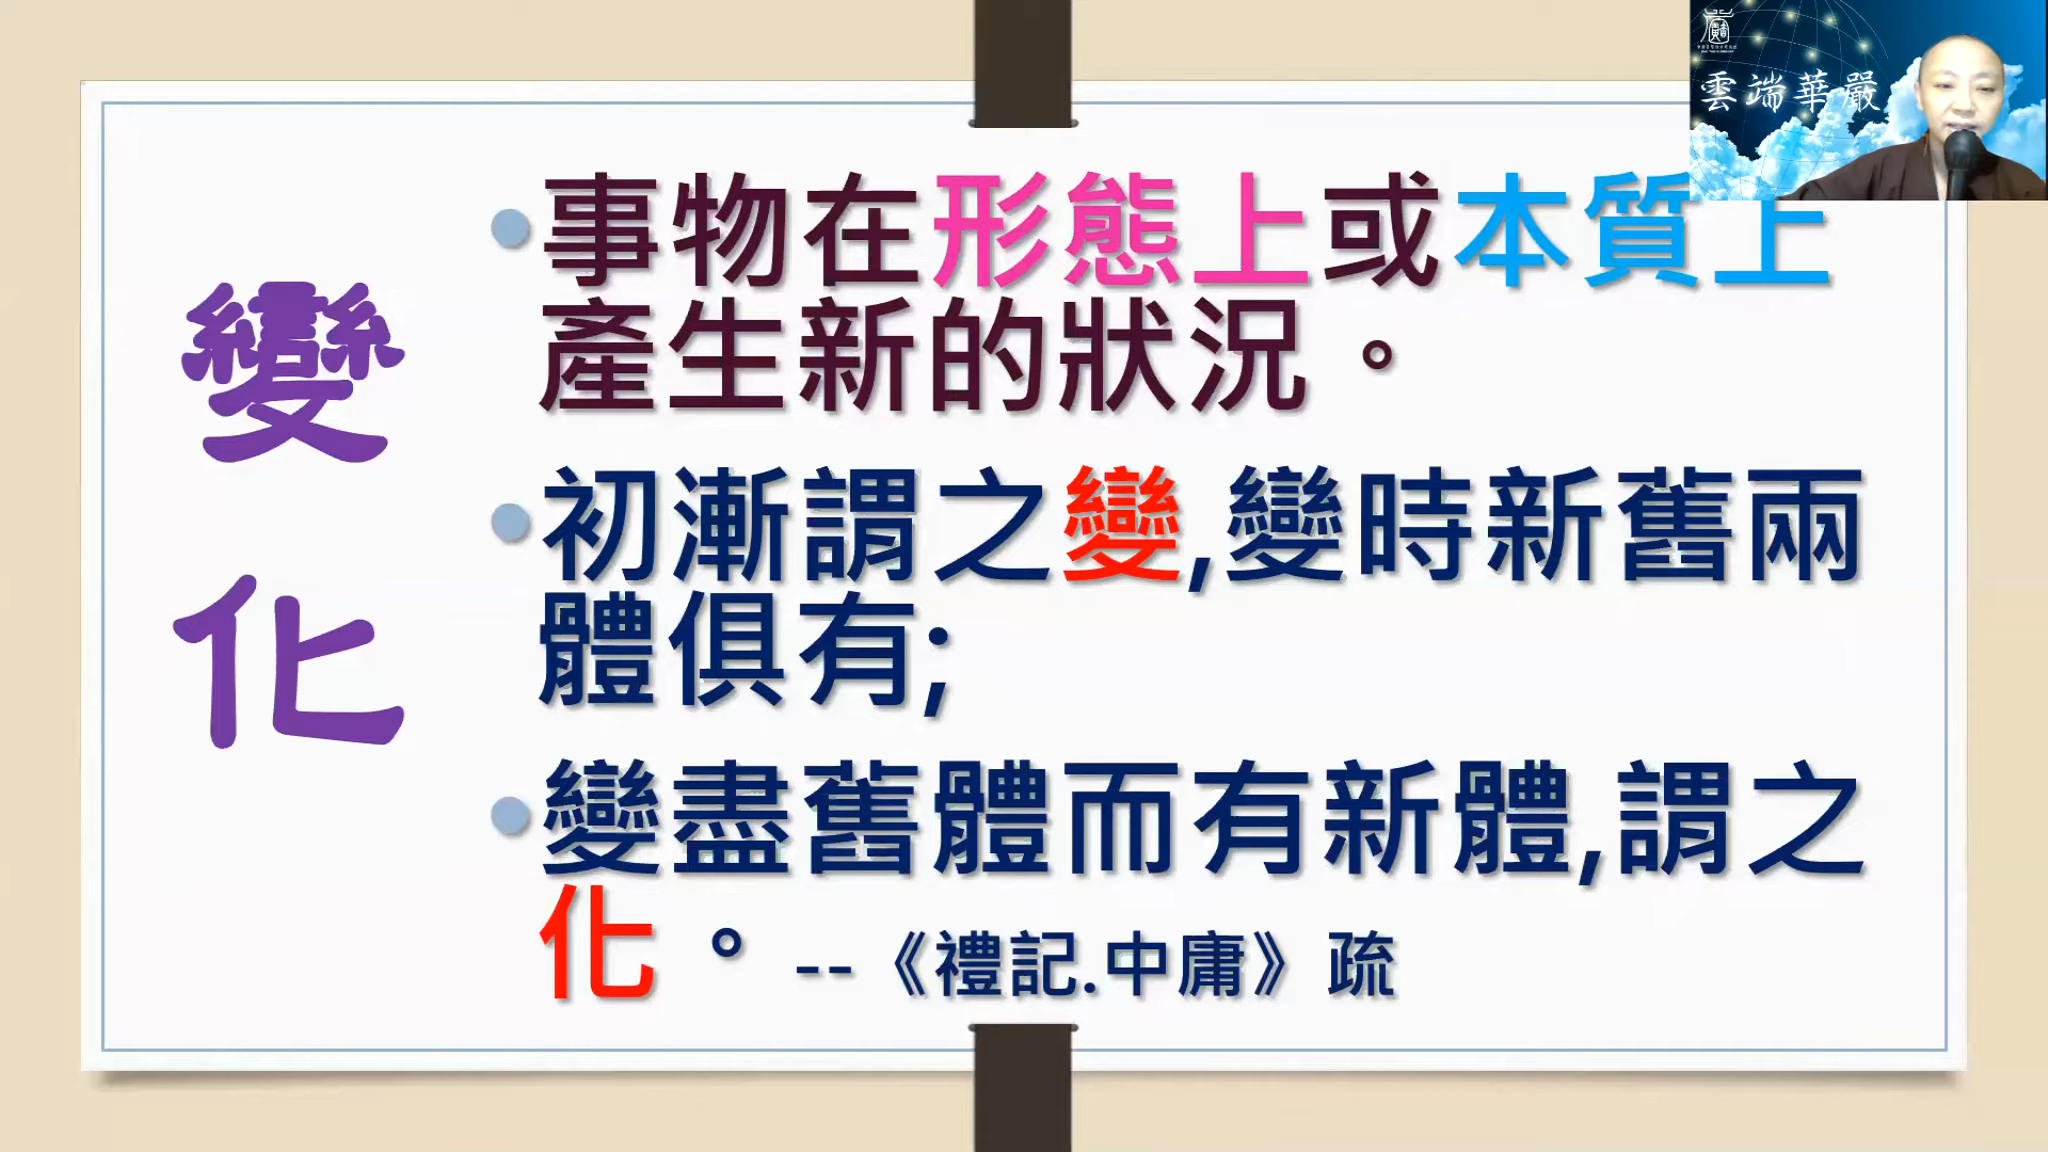 變
化
事物在形態上或本質上
產生新的狀況。
初漸謂之變,變時新舊兩
體俱有;
變盡舊體而有新體,謂之
化。--《禮記.中庸》疏
雲端華嚴